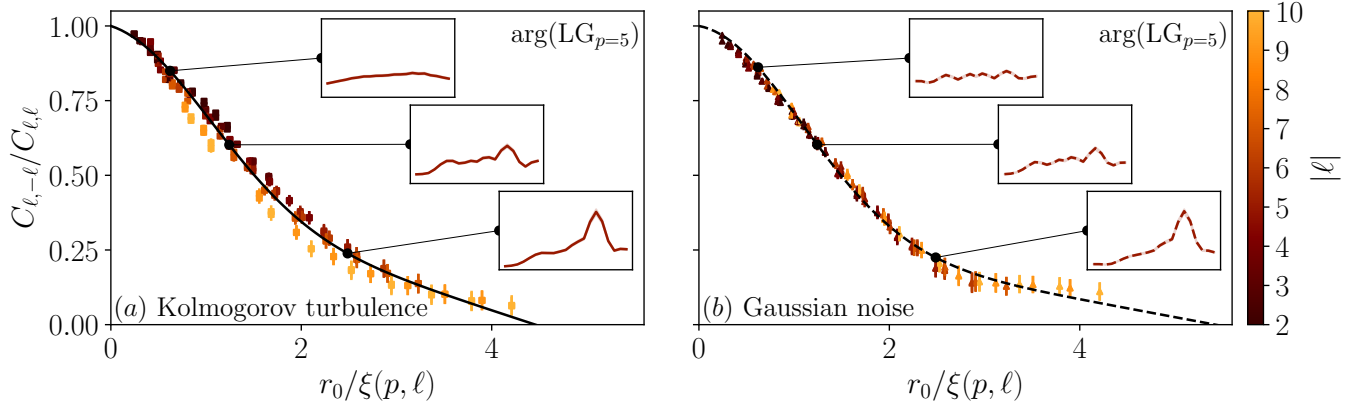 1.00
0.75
0.50
0.25
0.00
C_{ℓ,−ℓ}/C_{ℓ,ℓ}
arg(LG_{p=5})
(a) Kolmogorov turbulence
0
2
4
r_0/ξ(p, ℓ)
arg(LG_{p=5})
(b) Gaussian noise
0
2
4
r_0/ξ(p, ℓ)
10
9
8
7
6
5
4
3
2
|ℓ|